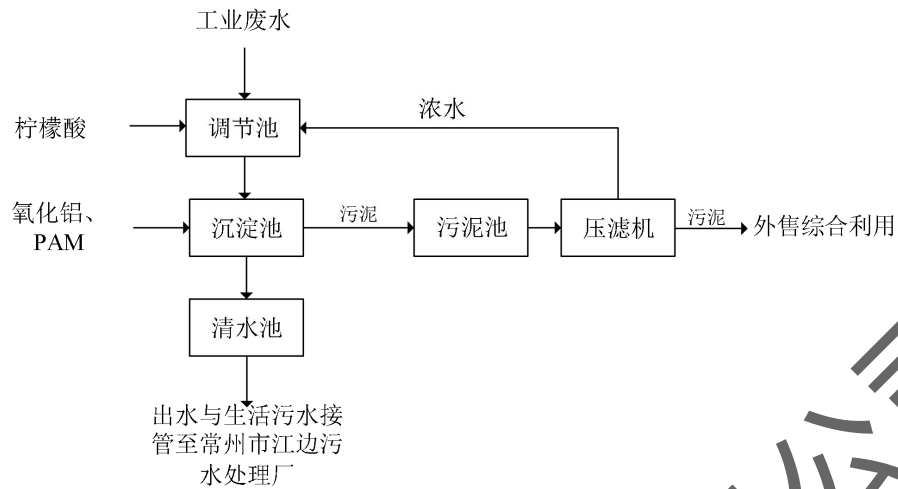 工业废水
柠檬酸
调节池
浓水
氧化铝、
PAM
沉淀池
污泥
污泥池
压滤机
污泥
外售综合利用
清水池
出水与生活污水接
管至常州市江边污
水处理厂
公司